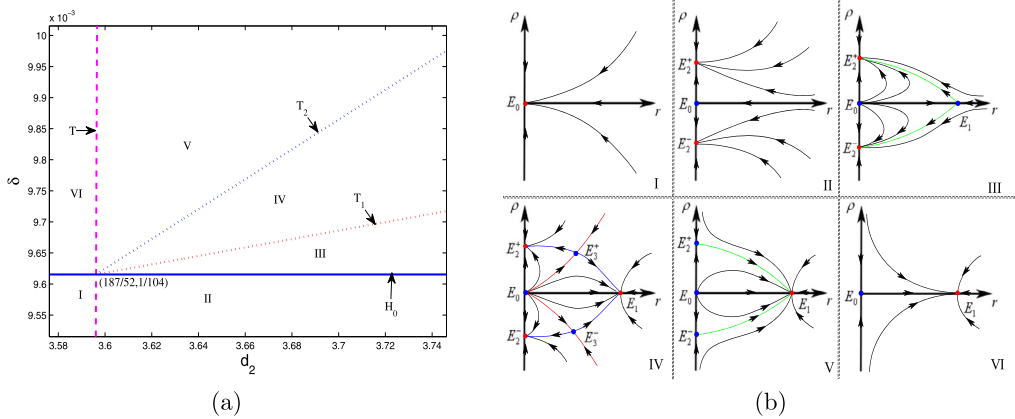 × 10⁻³
10
9.95
9.9
9.85
9.8
9.75
9.7
9.65
9.6
9.55
δ
3.58
3.6
3.62
3.64
3.66
3.68
3.7
3.72
3.74
d₂
T
T₂
T₁
H₀
V
VI
IV
III
I
II
(187/52,1/104)
(a)
ρ
E₀
r
I
ρ
E₂⁺
E₀
E₂⁻
r
II
ρ
E₂⁺
E₀
E₂⁻
E₁
r
III
ρ
E₂⁺
E₃⁺
E₀
E₁
r
E₂⁻
E₃⁻
IV
ρ
E₂⁺
E₀
E₁
r
E₂⁻
V
ρ
E₀
E₁
r
VI
(b)